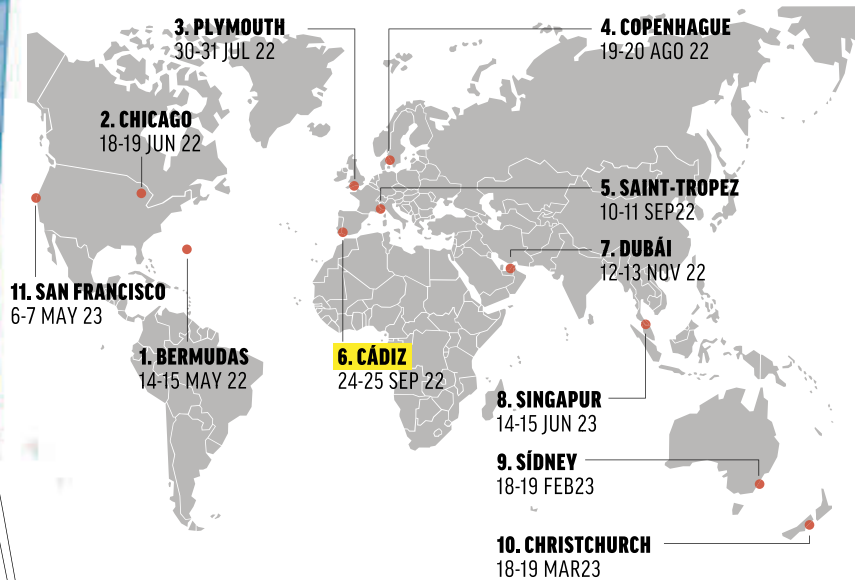 3. PLYMOUTH
30-31 JUL 22
4. COPENHAGUE
19-20 AGO 22
2. CHICAGO
18-19 JUN 22
5. SAINT-TROPEZ
10-11 SEP22
7. DUBÁI
12-13 NOV 22
11. SAN FRANCISCO
6-7 MAY 23
1. BERMUDAS
14-15 MAY 22
6. CÁDIZ
24-25 SEP 22
8. SINGAPUR
14-15 JUN 23
9. SÍDNEY
18-19 FEB23
10. CHRISTCHURCH
18-19 MAR23